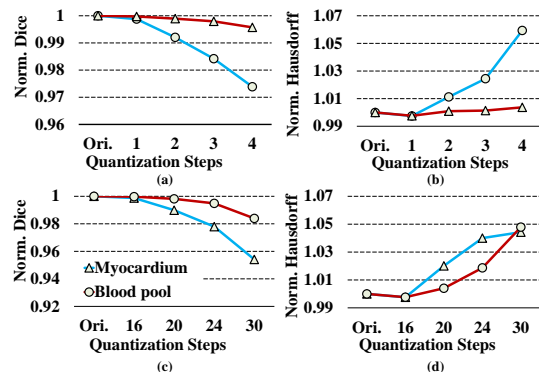 Norm. Dice
1
0.99
0.98
0.97
0.96
Ori. 1 2 3 4
Quantization Steps
(a)
Norm. Hausdorff
1.07
1.05
1.03
1.01
0.99
Ori. 1 2 3 4
Quantization Steps
(b)
Norm. Dice
1
0.98
0.96
0.94
0.92
Myocardium
Blood pool
Ori. 16 20 24 30
Quantization Steps
(c)
Norm. Hausdorff
1.07
1.05
1.03
1.01
0.99
Ori. 16 20 24 30
Quantization Steps
(d)